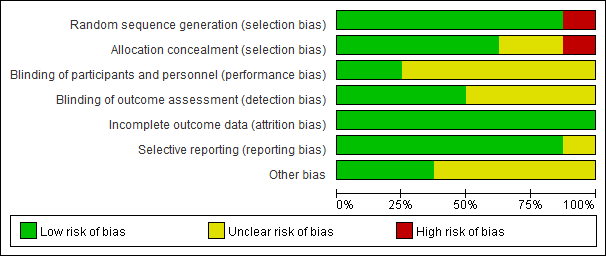 Random sequence generation (selection bias)
Allocation concealment (selection bias)
Blinding of participants and personnel (performance bias)
Blinding of outcome assessment (detection bias)
Incomplete outcome data (attrition bias)
Selective reporting (reporting bias)
Other bias
0% 25% 50% 75% 100%
Low risk of bias Unclear risk of bias High risk of bias